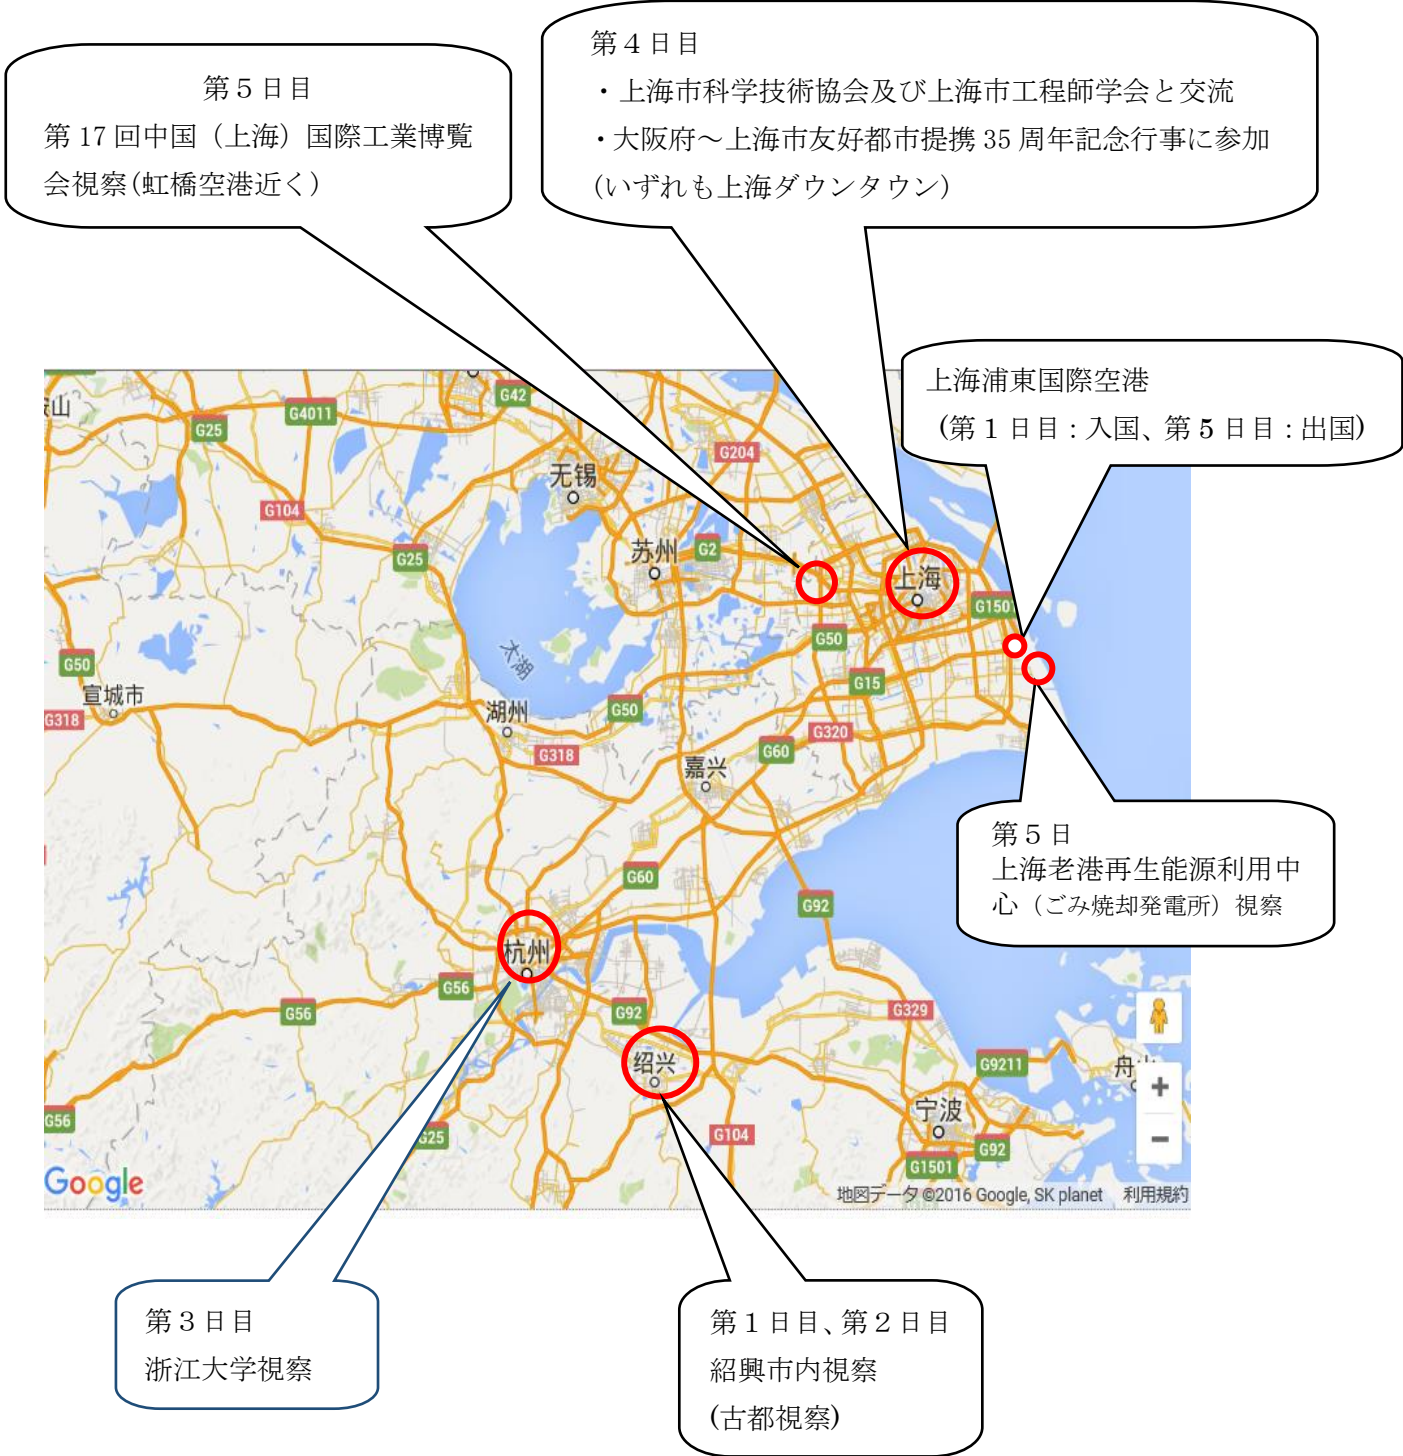 第４日目
・上海市科学技術協会及び上海市工程師学会と交流
・大阪府～上海市友好都市提携 35 周年記念行事に参加
(いずれも上海ダウンタウン)
第５日目
第 17 回中国（上海）国際工業博覧
会視察(虹橋空港近く)
上海浦東国際空港
(第１日目：入国、第５日目：出国)
G42
G4011
G25
山
G204
无锡
G104
苏州
G2
G25
上海
G150
G50
太湖
G50
宣城市
G15
G318
湖州
G50
G320
G318
G60
嘉兴
第５日
上海老港再生能源利用中
心（ごみ焼却発電所）視察
G60
G92
杭州
G56
G56
G92
G329
绍兴
G9211
舟山
+
G56
宁波
G25
G104
G92
−
G1501
Google
地図データ ©2016 Google, SK planet 利用規約
第３日目
浙江大学視察
第１日目、第２日目
紹興市内視察
(古都視察)